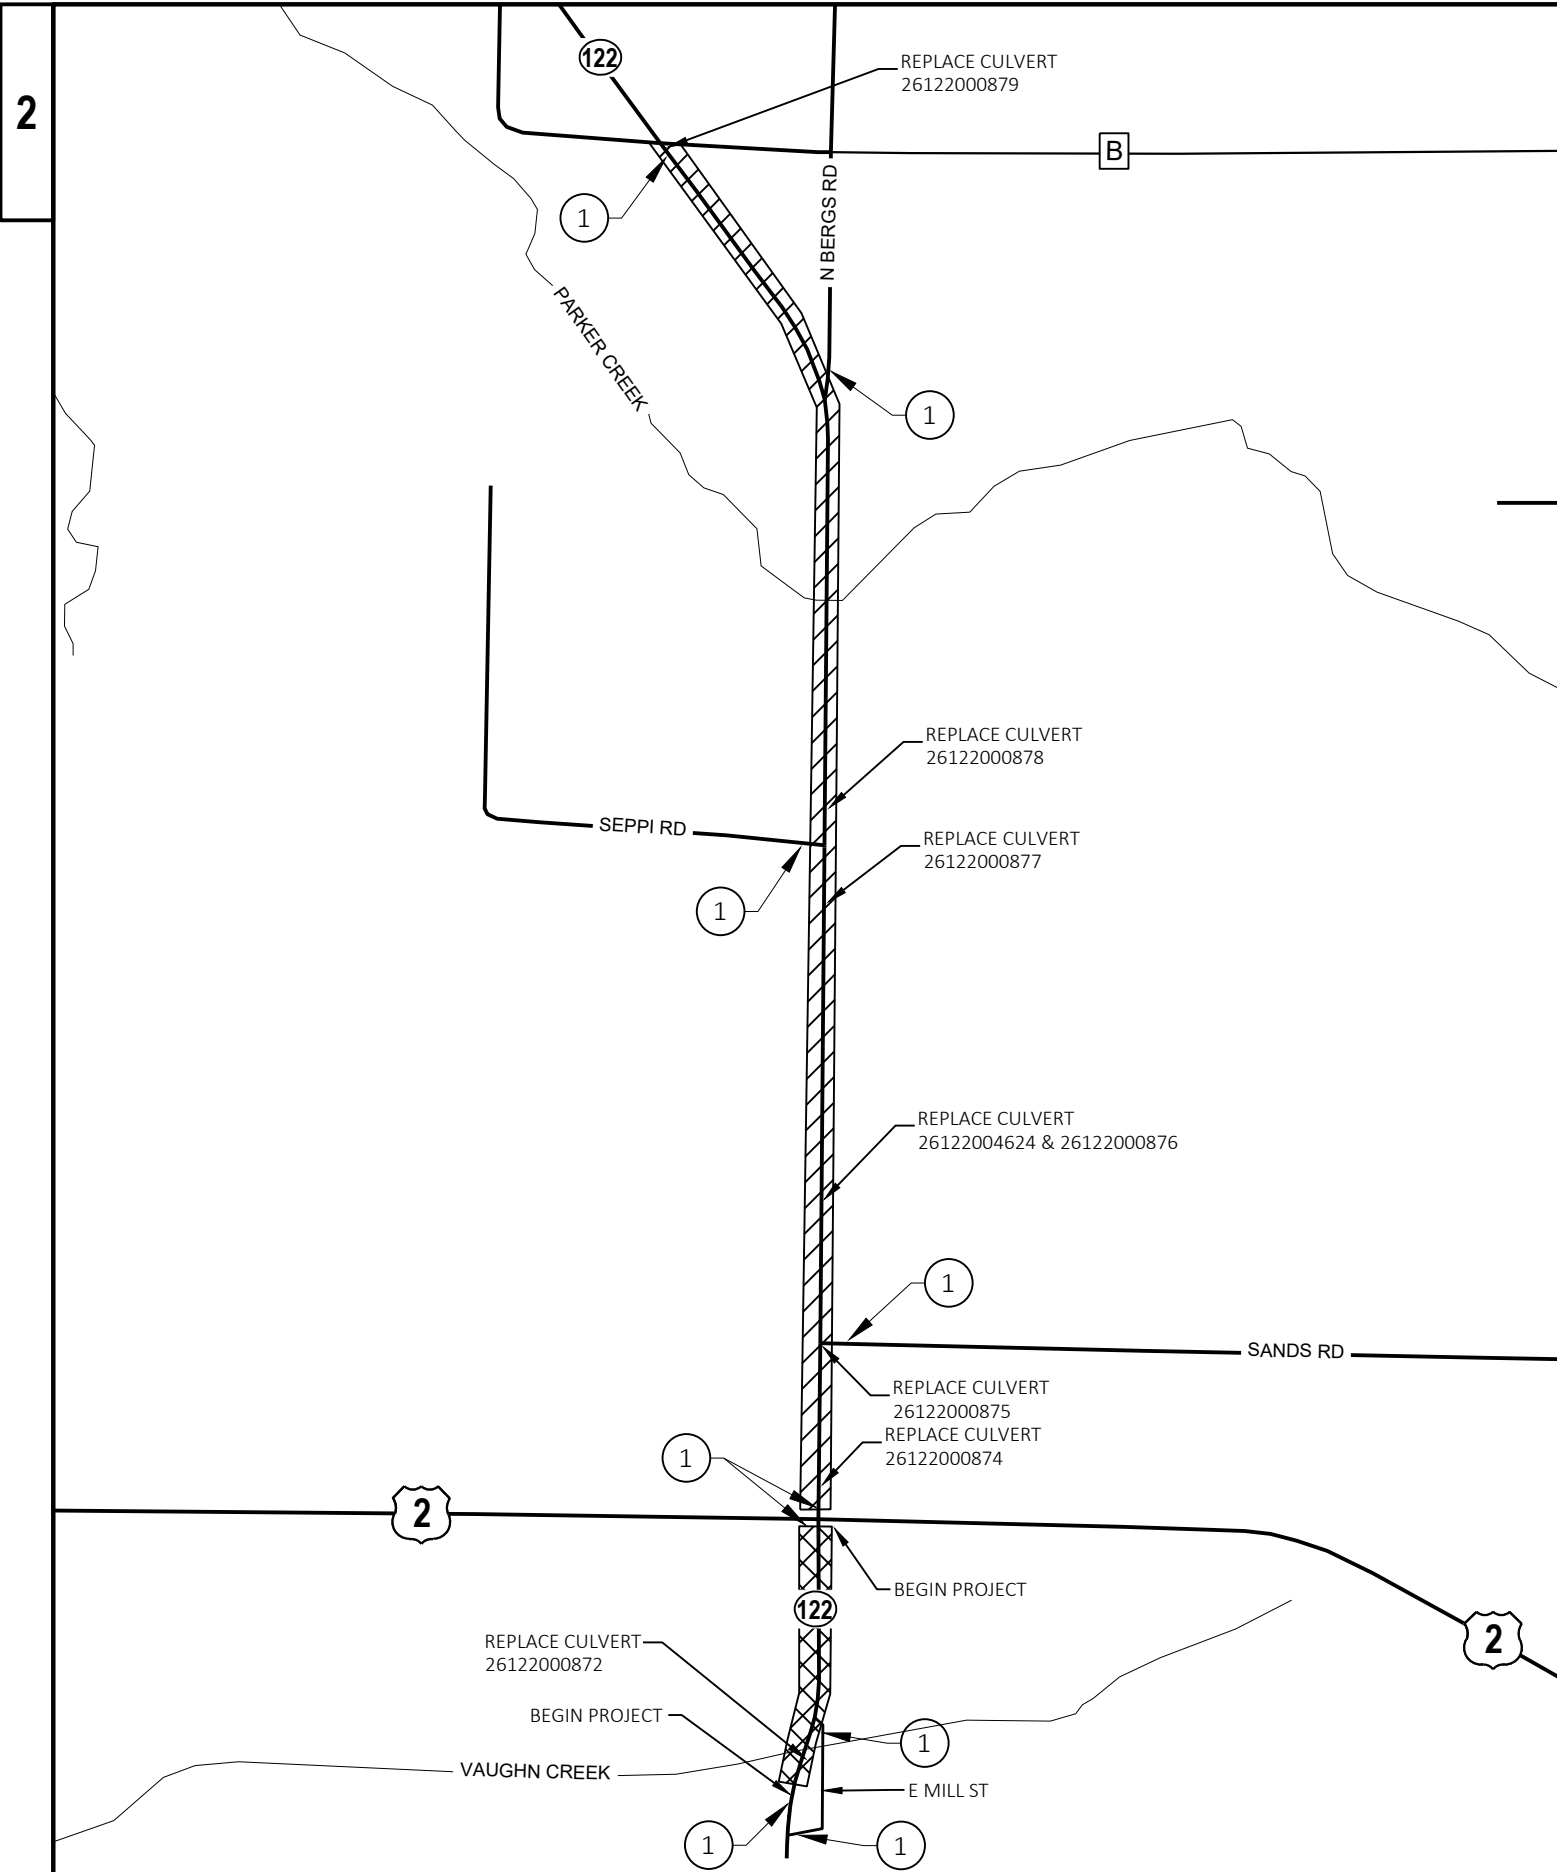 2
122
REPLACE CULVERT
26122000879
B
1
N BERGS RD
PARKER CREEK
1
REPLACE CULVERT
26122000878
SEPPI RD
REPLACE CULVERT
26122000877
1
REPLACE CULVERT
26122004624 & 26122000876
1
SANDS RD
REPLACE CULVERT
26122000875
REPLACE CULVERT
26122000874
1
2
BEGIN PROJECT
122
REPLACE CULVERT
26122000872
2
BEGIN PROJECT
1
VAUGHN CREEK
E MILL ST
1
1